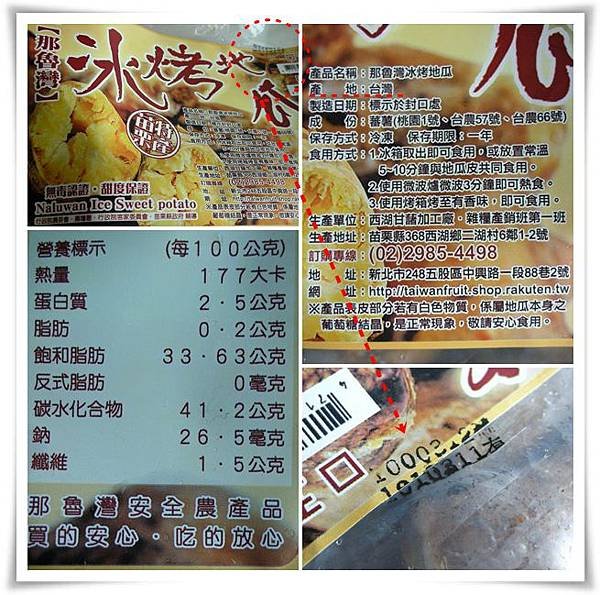 【那魯灣】
冰烤地瓜
苗栗特產
無毒認證・甜度保證
Naluwan Ice Sweet potato
瓜
產品名稱：那魯灣冰烤地瓜
產　　地：台灣
製造日期：標示於封口處
成　　份：蕃薯(桃園1號、台農57號、台農66號)
保存方式：冷凍　保存期限：一年
食用方式：1.冰箱取出即可食用，或放置常溫
5-10分鐘與地瓜皮共同食用。
2.使用微波爐微波3分鐘即可熱食。
3.使用烤箱烤至有香味，即可食用。
生產單位：西湖甘藷加工廠、雜糧產銷班第一班
生產地址：苗栗縣368西湖鄉二湖村6鄰1-2號
訂購專線：(02)2985-4498
地　　址：新北市248五股區中興路一段88巷2號
網　　址：http://taiwanfruit.shop.rakuten.tw
※產品表皮部分若有白色物質，係屬地瓜本身之
葡萄糖結晶，是正常現象，敬請安心食用。
營養標示　(每100公克)
熱量　177大卡
蛋白質　2.5公克
脂肪　0.2公克
飽和脂肪　33.63公克
反式脂肪　0毫克
碳水化合物　41.2公克
鈉　26.5毫克
纖維　1.5公克
那魯灣安全農產品
買的安心・吃的放心
471